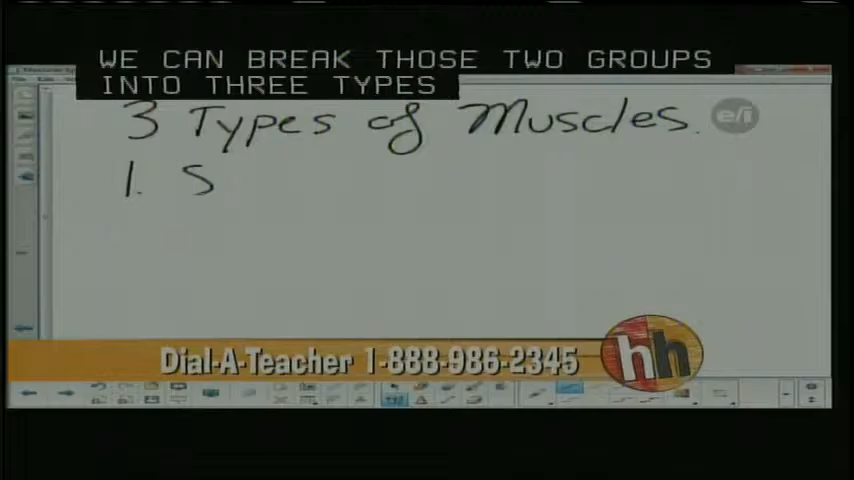 WE CAN BREAK THOSE TWO GROUPS
INTO THREE TYPES
3 Types of Muscles.
e/i
1. S
Dial-A-Teacher 1-888-986-2345
hh